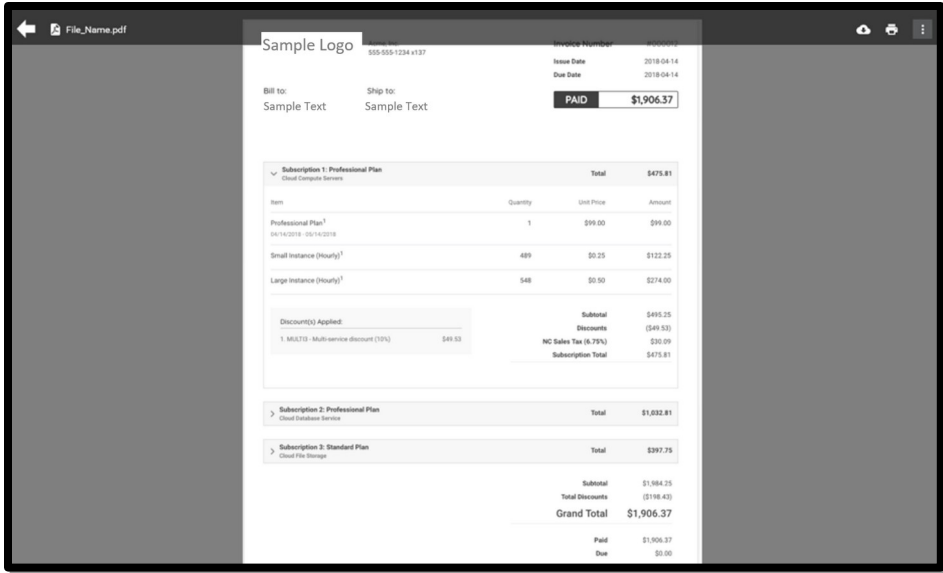 File_Name.pdf
Sample Logo
Acme, Inc.
555-555-1234 x137
Invoice Number #000012
Issue Date 2018-04-14
Due Date 2018-04-14
Bill to: Ship to:
Sample Text Sample Text
PAID $1,906.37
Subscription 1: Professional Plan Total $475.81
Cloud Compute Servers
Item Quantity Unit Price Amount
Professional Plan1 1 $99.00 $99.00
04/14/2018 - 05/14/2018
Small Instance (Hourly)1 489 $0.25 $122.25
Large Instance (Hourly)1 548 $0.50 $274.00
Subtotal $495.25
Discount(s) Applied:
Discounts ($49.53)
1. MULTI3 - Multi-service discount (10%) $49.53
NC Sales Tax (6.75%) $30.09
Subscription Total $475.81
Subscription 2: Professional Plan Total $1,032.81
Cloud Database Service
Subscription 3: Standard Plan Total $397.75
Cloud File Storage
Subtotal $1,984.25
Total Discounts ($198.43)
Grand Total $1,906.37
Paid $1,906.37
Due $0.00